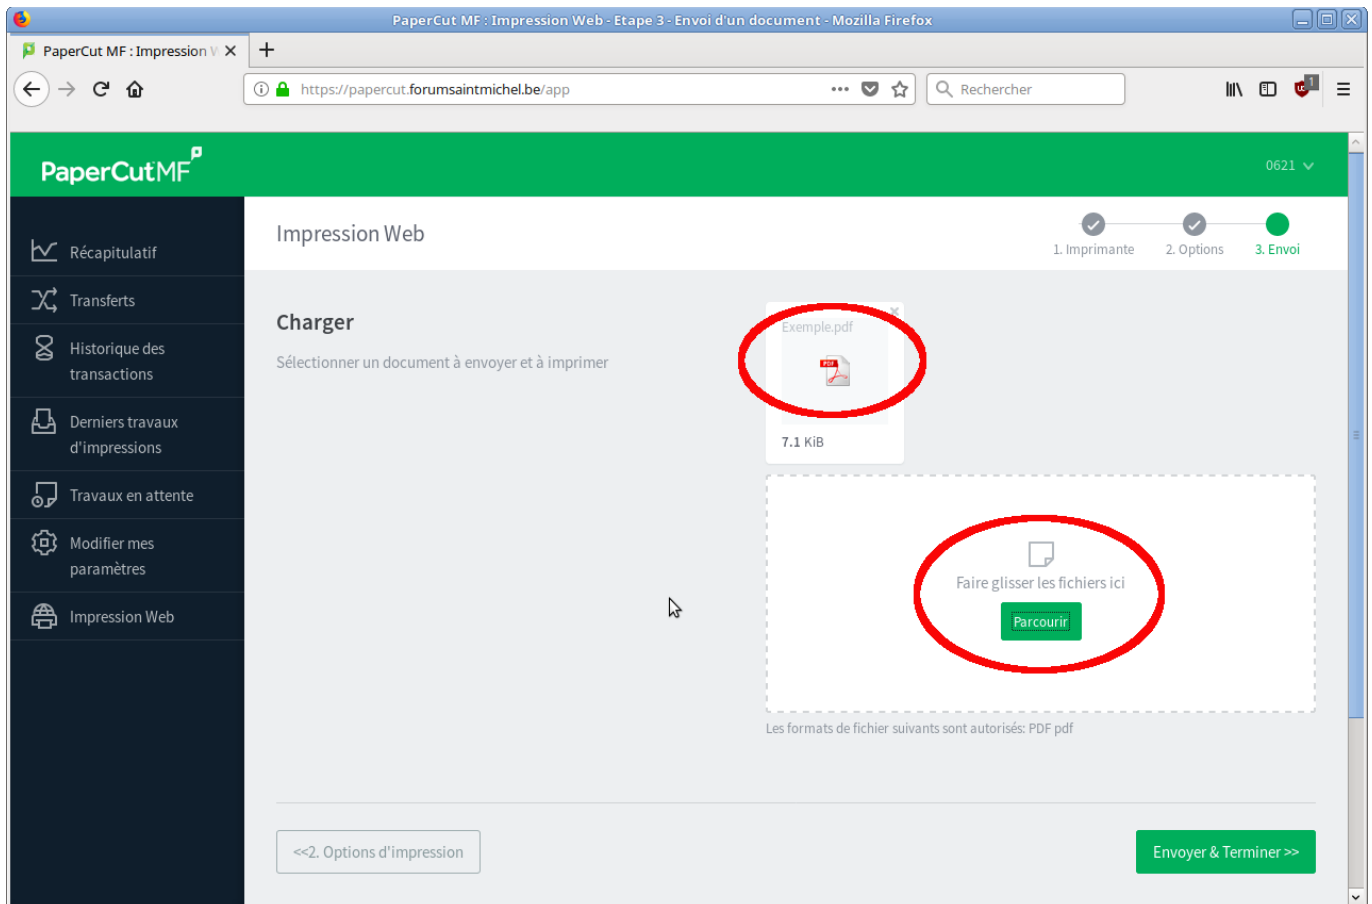 PaperCut MF : Impression Web - Etape 3 - Envoi d'un document - Mozilla Firefox
PaperCut MF : Impression W
https://papercut.forumsaintmichel.be/app
Rechercher
1
PaperCutMF
0621
Récapitulatif
Transferts
Historique des
transactions
Derniers travaux
d'impressions
Travaux en attente
Modifier mes
paramètres
Impression Web
Impression Web
1. Imprimante
2. Options
3. Envoi
Charger
Sélectionner un document à envoyer et à imprimer
Exemple.pdf
PDF
7.1 KiB
Faire glisser les fichiers ici
Parcourir
Les formats de fichier suivants sont autorisés: PDF pdf
<<2. Options d'impression
Envoyer & Terminer >>